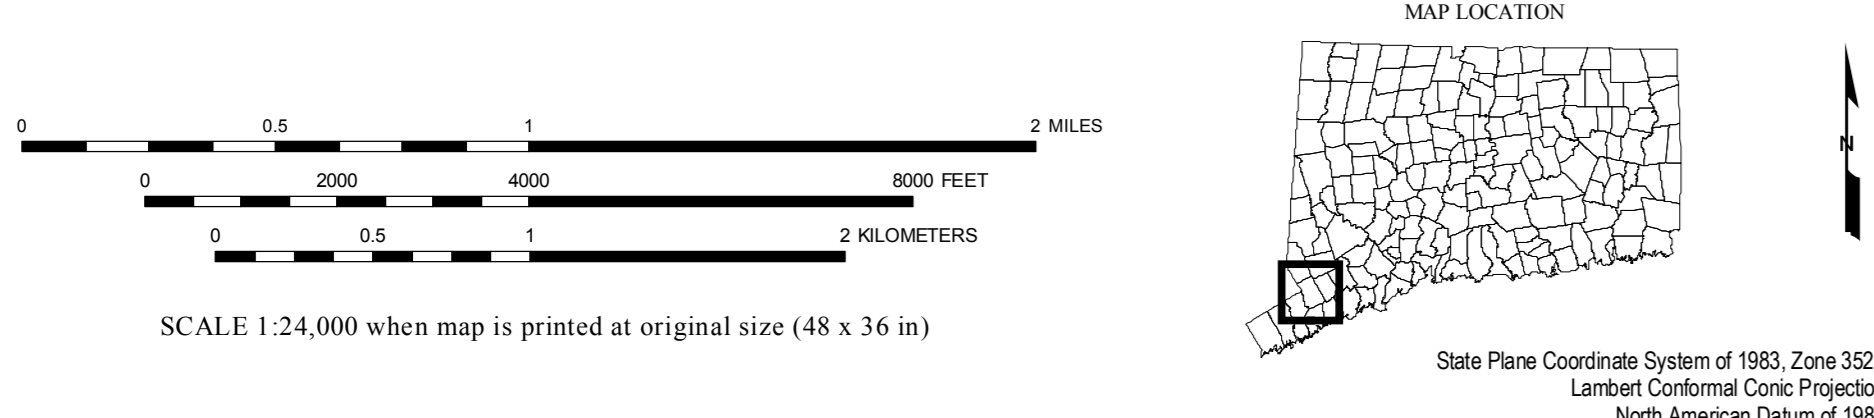 MAP LOCATION
0 0.5 1 2 MILES
0 2000 4000 8000 FEET
0 0.5 1 2 KILOMETERS
N
SCALE 1:24,000 when map is printed at original size (48 x 36 in)
State Plane Coordinate System of 1983, Zone 352
Lambert Conformal Conic Projectio
North American Datum of 198